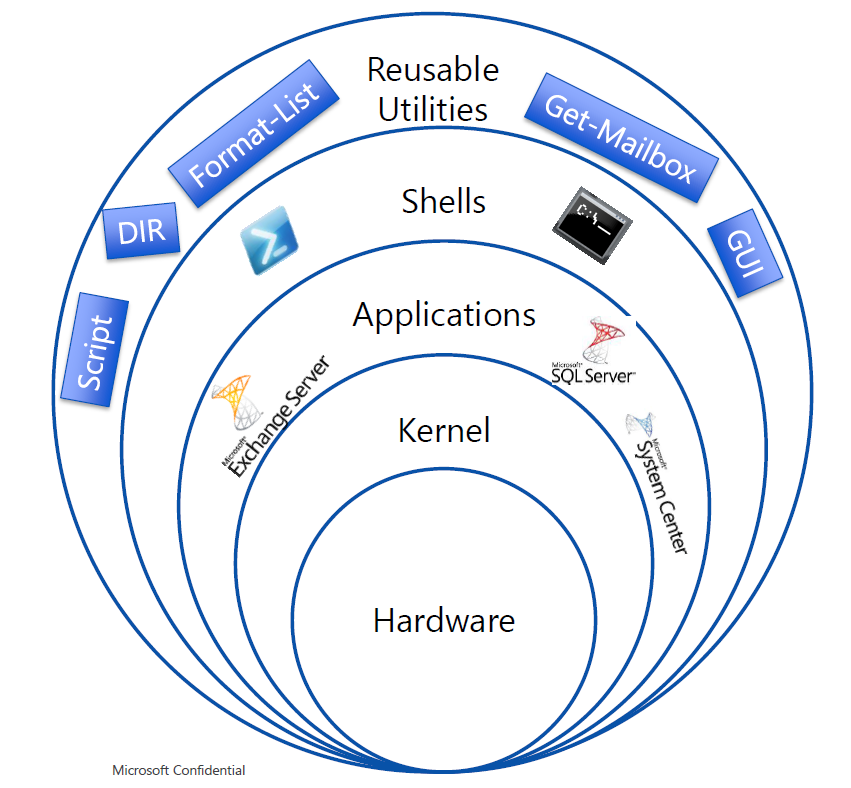 Reusable
Utilities
Format-List
Get-Mailbox
DIR
GUI
Script
Shells
C:\_
Applications
Microsoft
SQL Server
Microsoft
Exchange Server
Microsoft
System Center
Kernel
Hardware
Microsoft Confidential